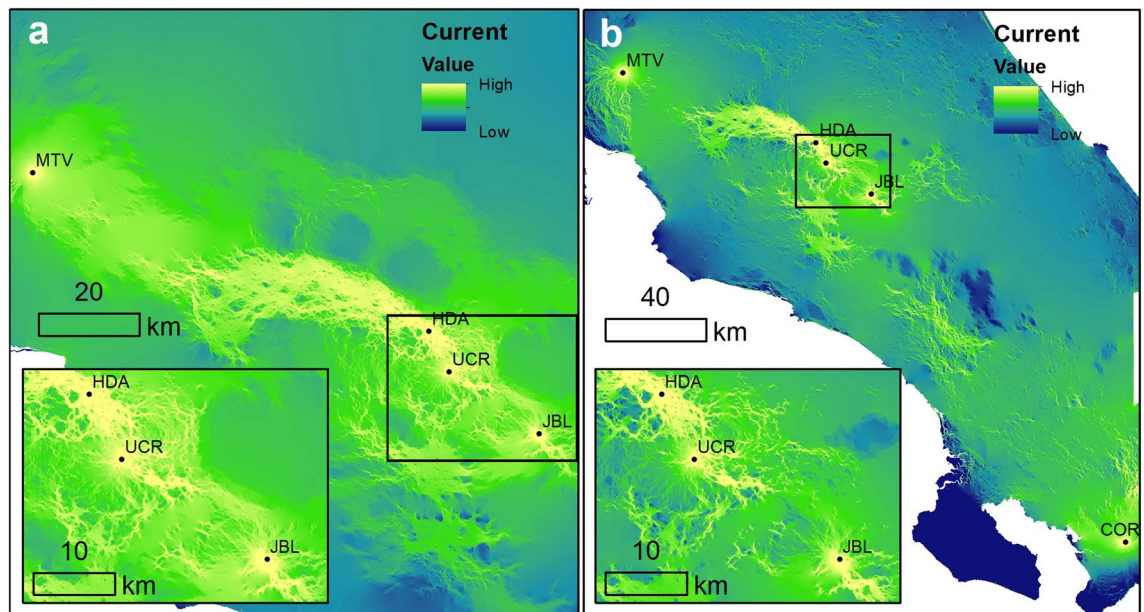 a
Current
Value
High
Low
MTV
20
km
HDA
UCR
JBL
HDA
UCR
JBL
10
km
b
Current
Value
High
Low
MTV
HDA
UCR
JBL
40
km
HDA
UCR
JBL
10
km
COR